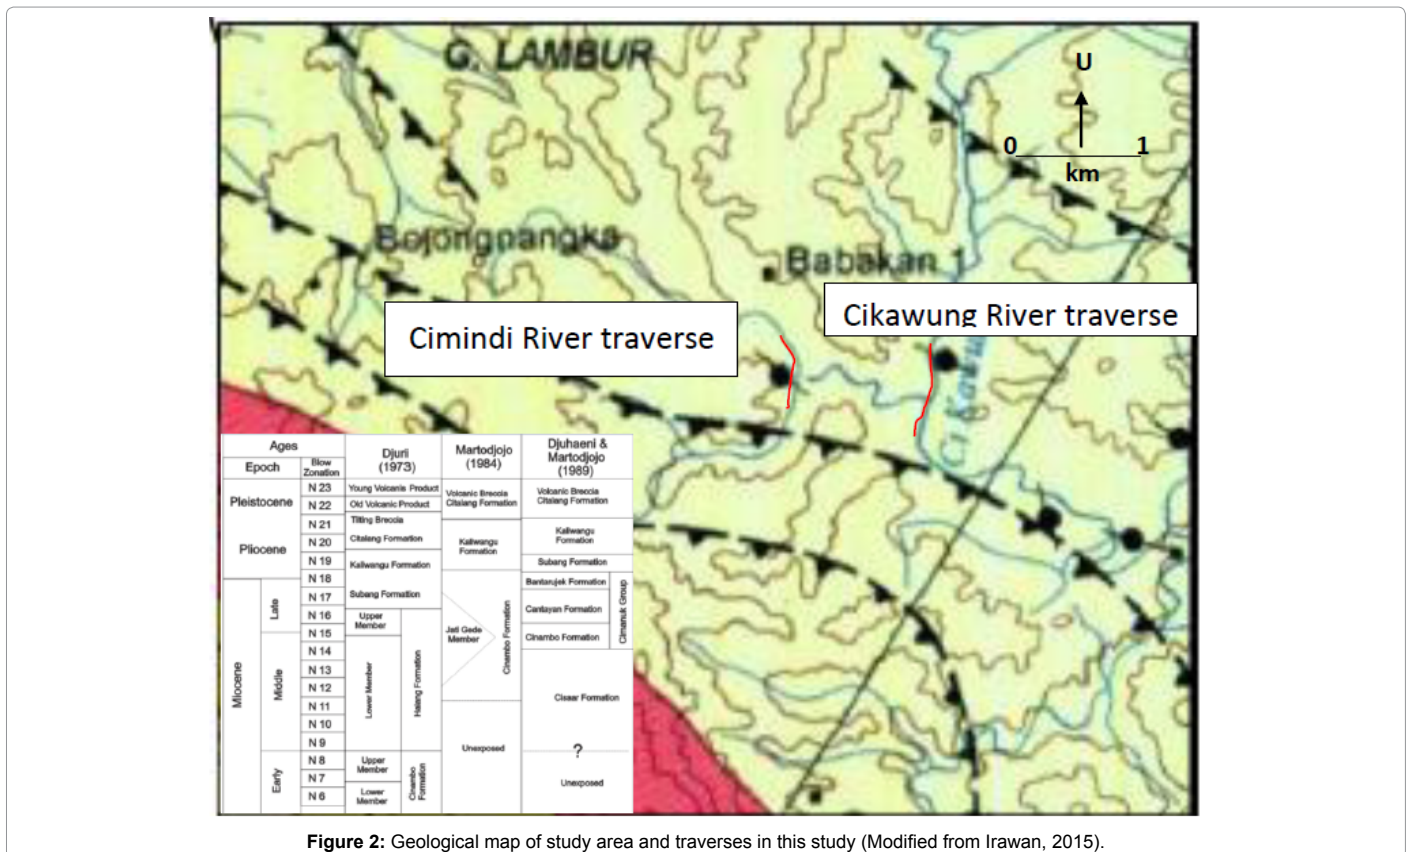 G. LAMBUR
U
0 1
km
Bojongnangka
Babakan 1
Cimindi River traverse
Cikawung River traverse
Ages
Epoch
Blow
Zonation
Djuri
(1973)
Martodjojo
(1984)
Djuhaeni &
Martodjojo
(1989)
Pleistocene
Pliocene
Miocene
Late
Middle
Early
N 23
N 22
N 21
N 20
N 19
N 18
N 17
N 16
N 15
N 14
N 13
N 12
N 11
N 10
N 9
N 8
N 7
N 6
Young Volcanis Product
Old Volcanic Product
Tilting Breccia
Citalang Formation
Kaliwangu Formation
Subang Formation
Upper
Member
Lower Member
Halang Formation
Upper
Member
Lower
Member
Cinambo
Formation
Volcanic Breccia
Citalang Formation
Kaliwangu
Formation
Jati Gede
Member
Cinambo Formation
Unexposed
Volcanic Breccia
Citalang Formation
Kaliwangu
Formation
Subang Formation
Bantarujek Formation
Cantayan Formation
Cinambo Formation
Cimanuk Group
Cisaar Formation
?
Unexposed
Figure 2: Geological map of study area and traverses in this study (Modified from Irawan, 2015).